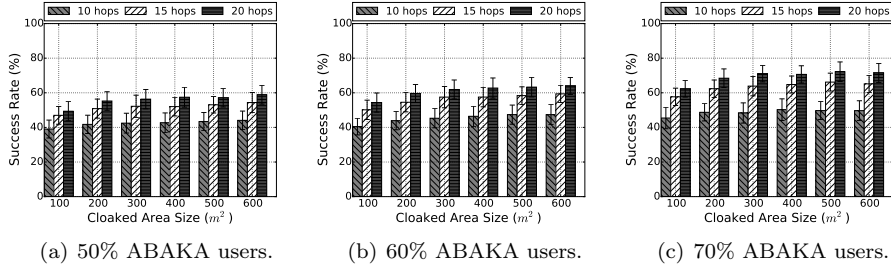 10 hops 15 hops 20 hops
100
80
60
40
20
0
Success Rate (%)
100 200 300 400 500 600
Cloaked Area Size (m²)
(a) 50% ABAKA users.
10 hops 15 hops 20 hops
100
80
60
40
20
0
Success Rate (%)
100 200 300 400 500 600
Cloaked Area Size (m²)
(b) 60% ABAKA users.
10 hops 15 hops 20 hops
100
80
60
40
20
0
Success Rate (%)
100 200 300 400 500 600
Cloaked Area Size (m²)
(c) 70% ABAKA users.